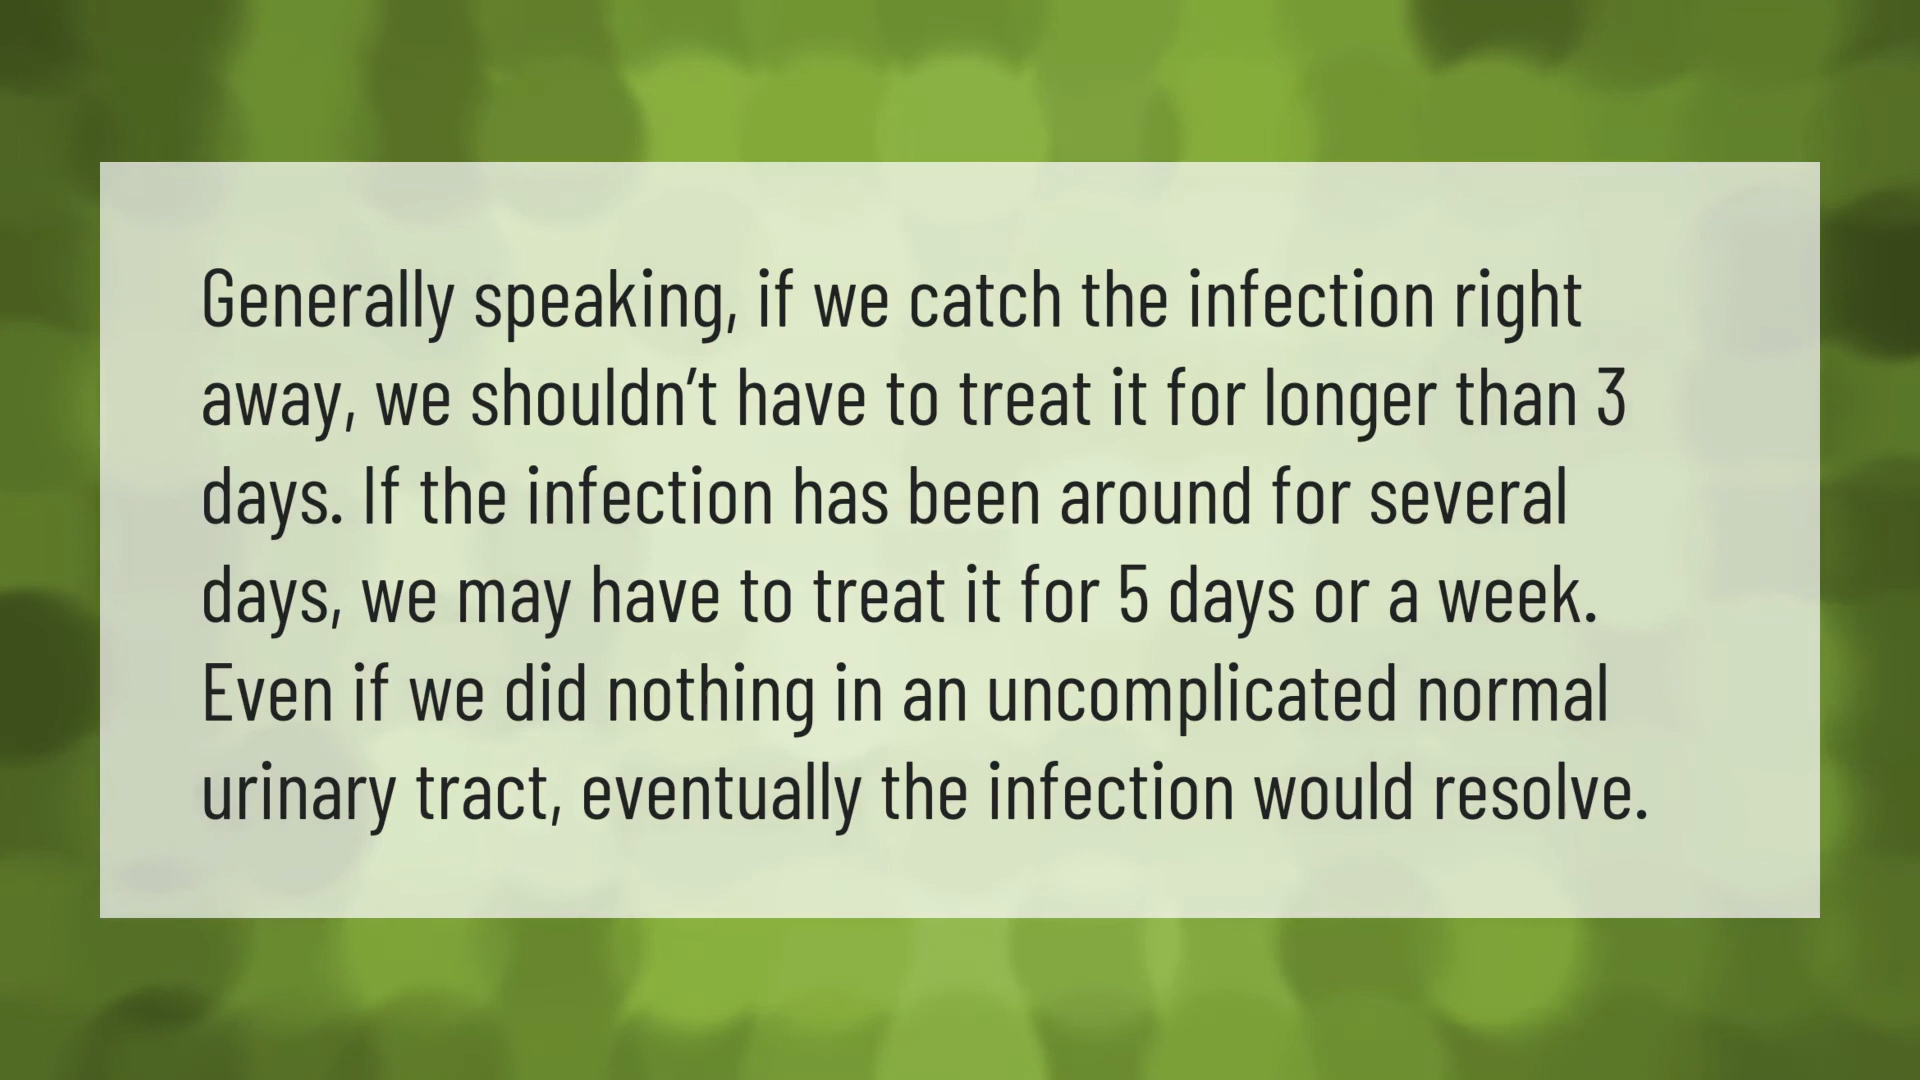 Generally speaking, if we catch the infection right
away, we shouldn’t have to treat it for longer than 3
days. If the infection has been around for several
days, we may have to treat it for 5 days or a week.
Even if we did nothing in an uncomplicated normal
urinary tract, eventually the infection would resolve.